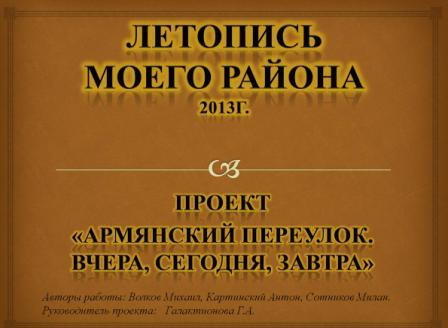 ЛЕТОПИСЬ
МОЕГО РАЙОНА
2013Г.
ПРОЕКТ
«АРМЯНСКИЙ ПЕРЕУЛОК.
ВЧЕРА, СЕГОДНЯ, ЗАВТРА»
Авторы работы: Волков Михаил, Картинский Антон, Сотников Милан.
Руководитель проекта: Галактионова Г.А.